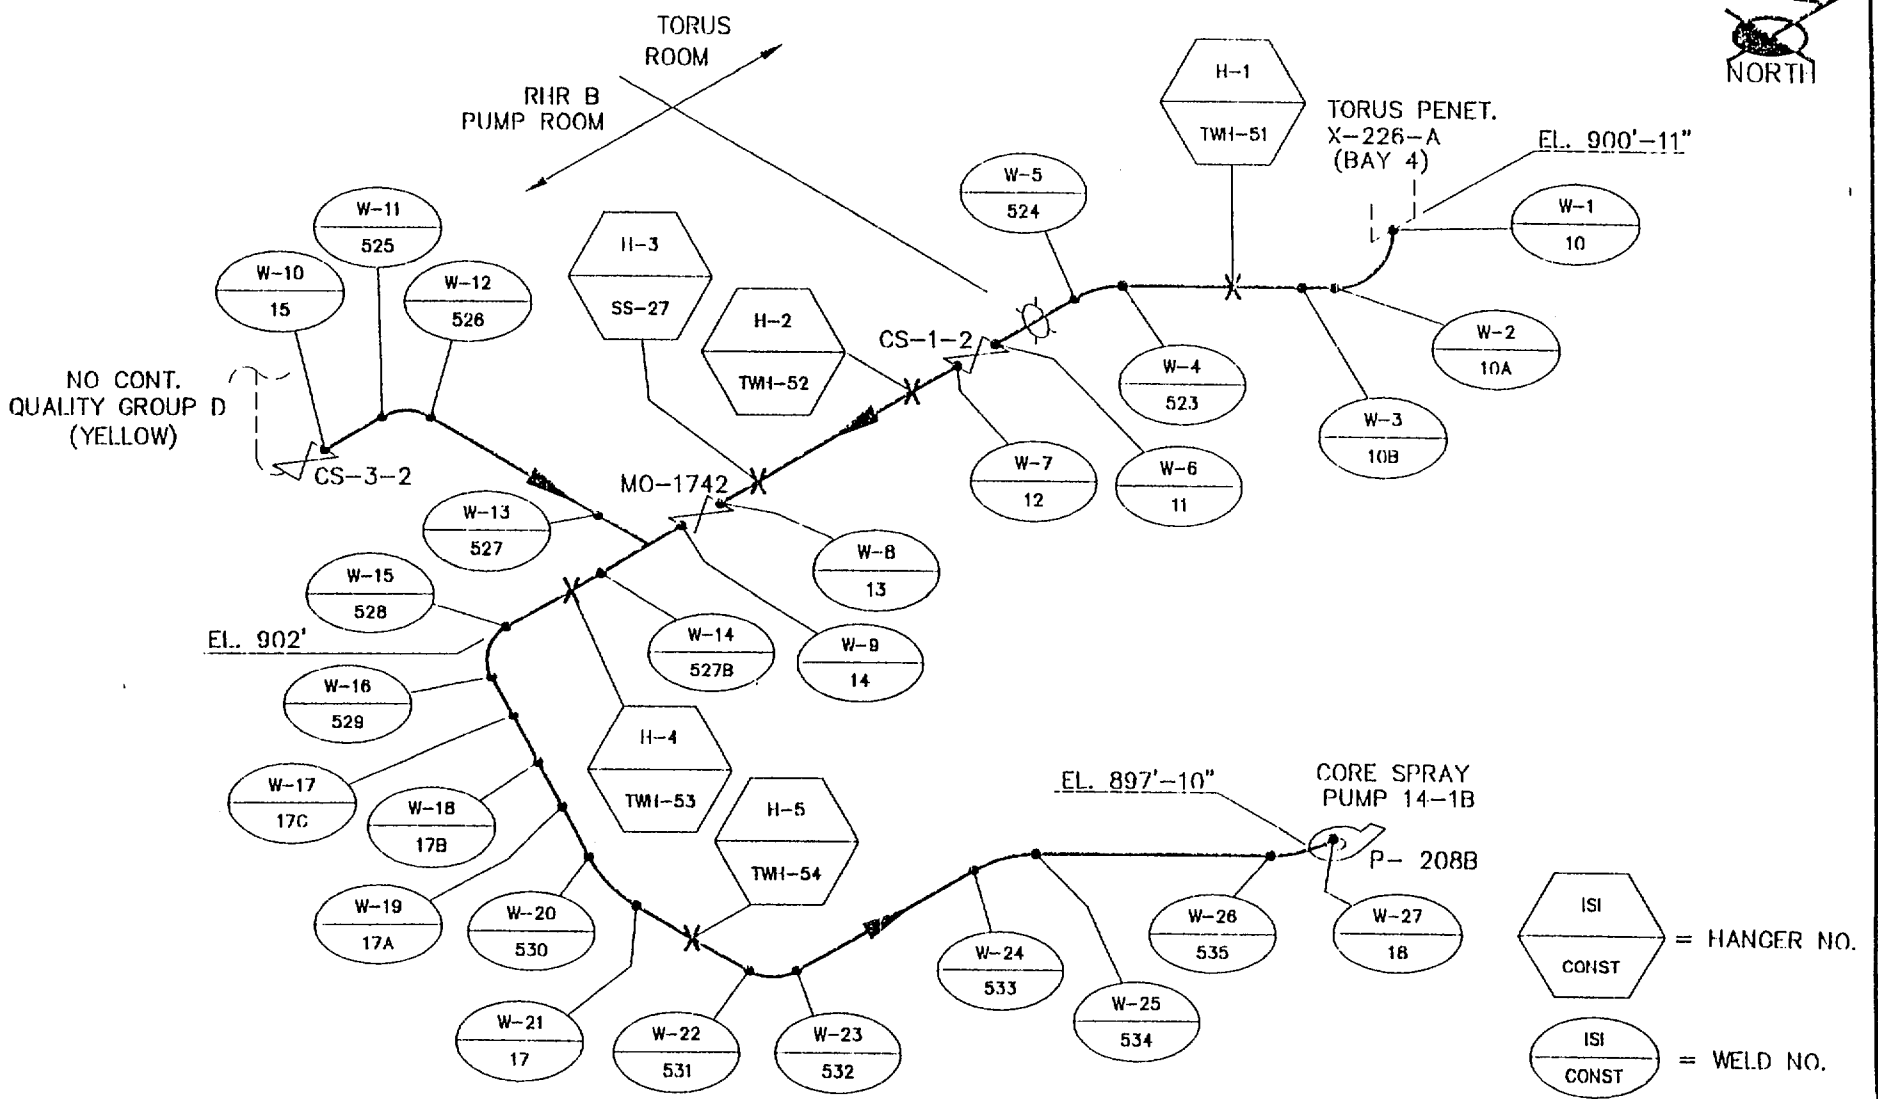 TORUS
ROOM
RHR B
PUMP ROOM
NORTH
H-1
TWH-51
TORUS PENET.
X-226-A
(BAY 4)
EL. 900'-11"
W-5
524
W-1
10
W-11
525
H-3
SS-27
W-10
15
W-12
526
H-2
TWH-52
CS-1-2
W-2
10A
W-4
523
W-3
10B
NO CONT.
QUALITY GROUP D
(YELLOW)
CS-3-2
MO-1742
W-7
12
W-6
11
W-13
527
W-8
13
W-15
528
EL. 902'
W-14
527B
W-9
14
W-16
529
H-4
TWH-53
W-17
17C
W-18
17B
H-5
TWH-54
EL. 897'-10"
CORE SPRAY
PUMP 14-1B
P- 208B
W-19
17A
W-20
530
W-26
535
W-27
18
W-24
533
W-25
534
W-21
17
W-22
531
W-23
532
ISI
CONST
= HANGER NO.
ISI
CONST
= WELD NO.